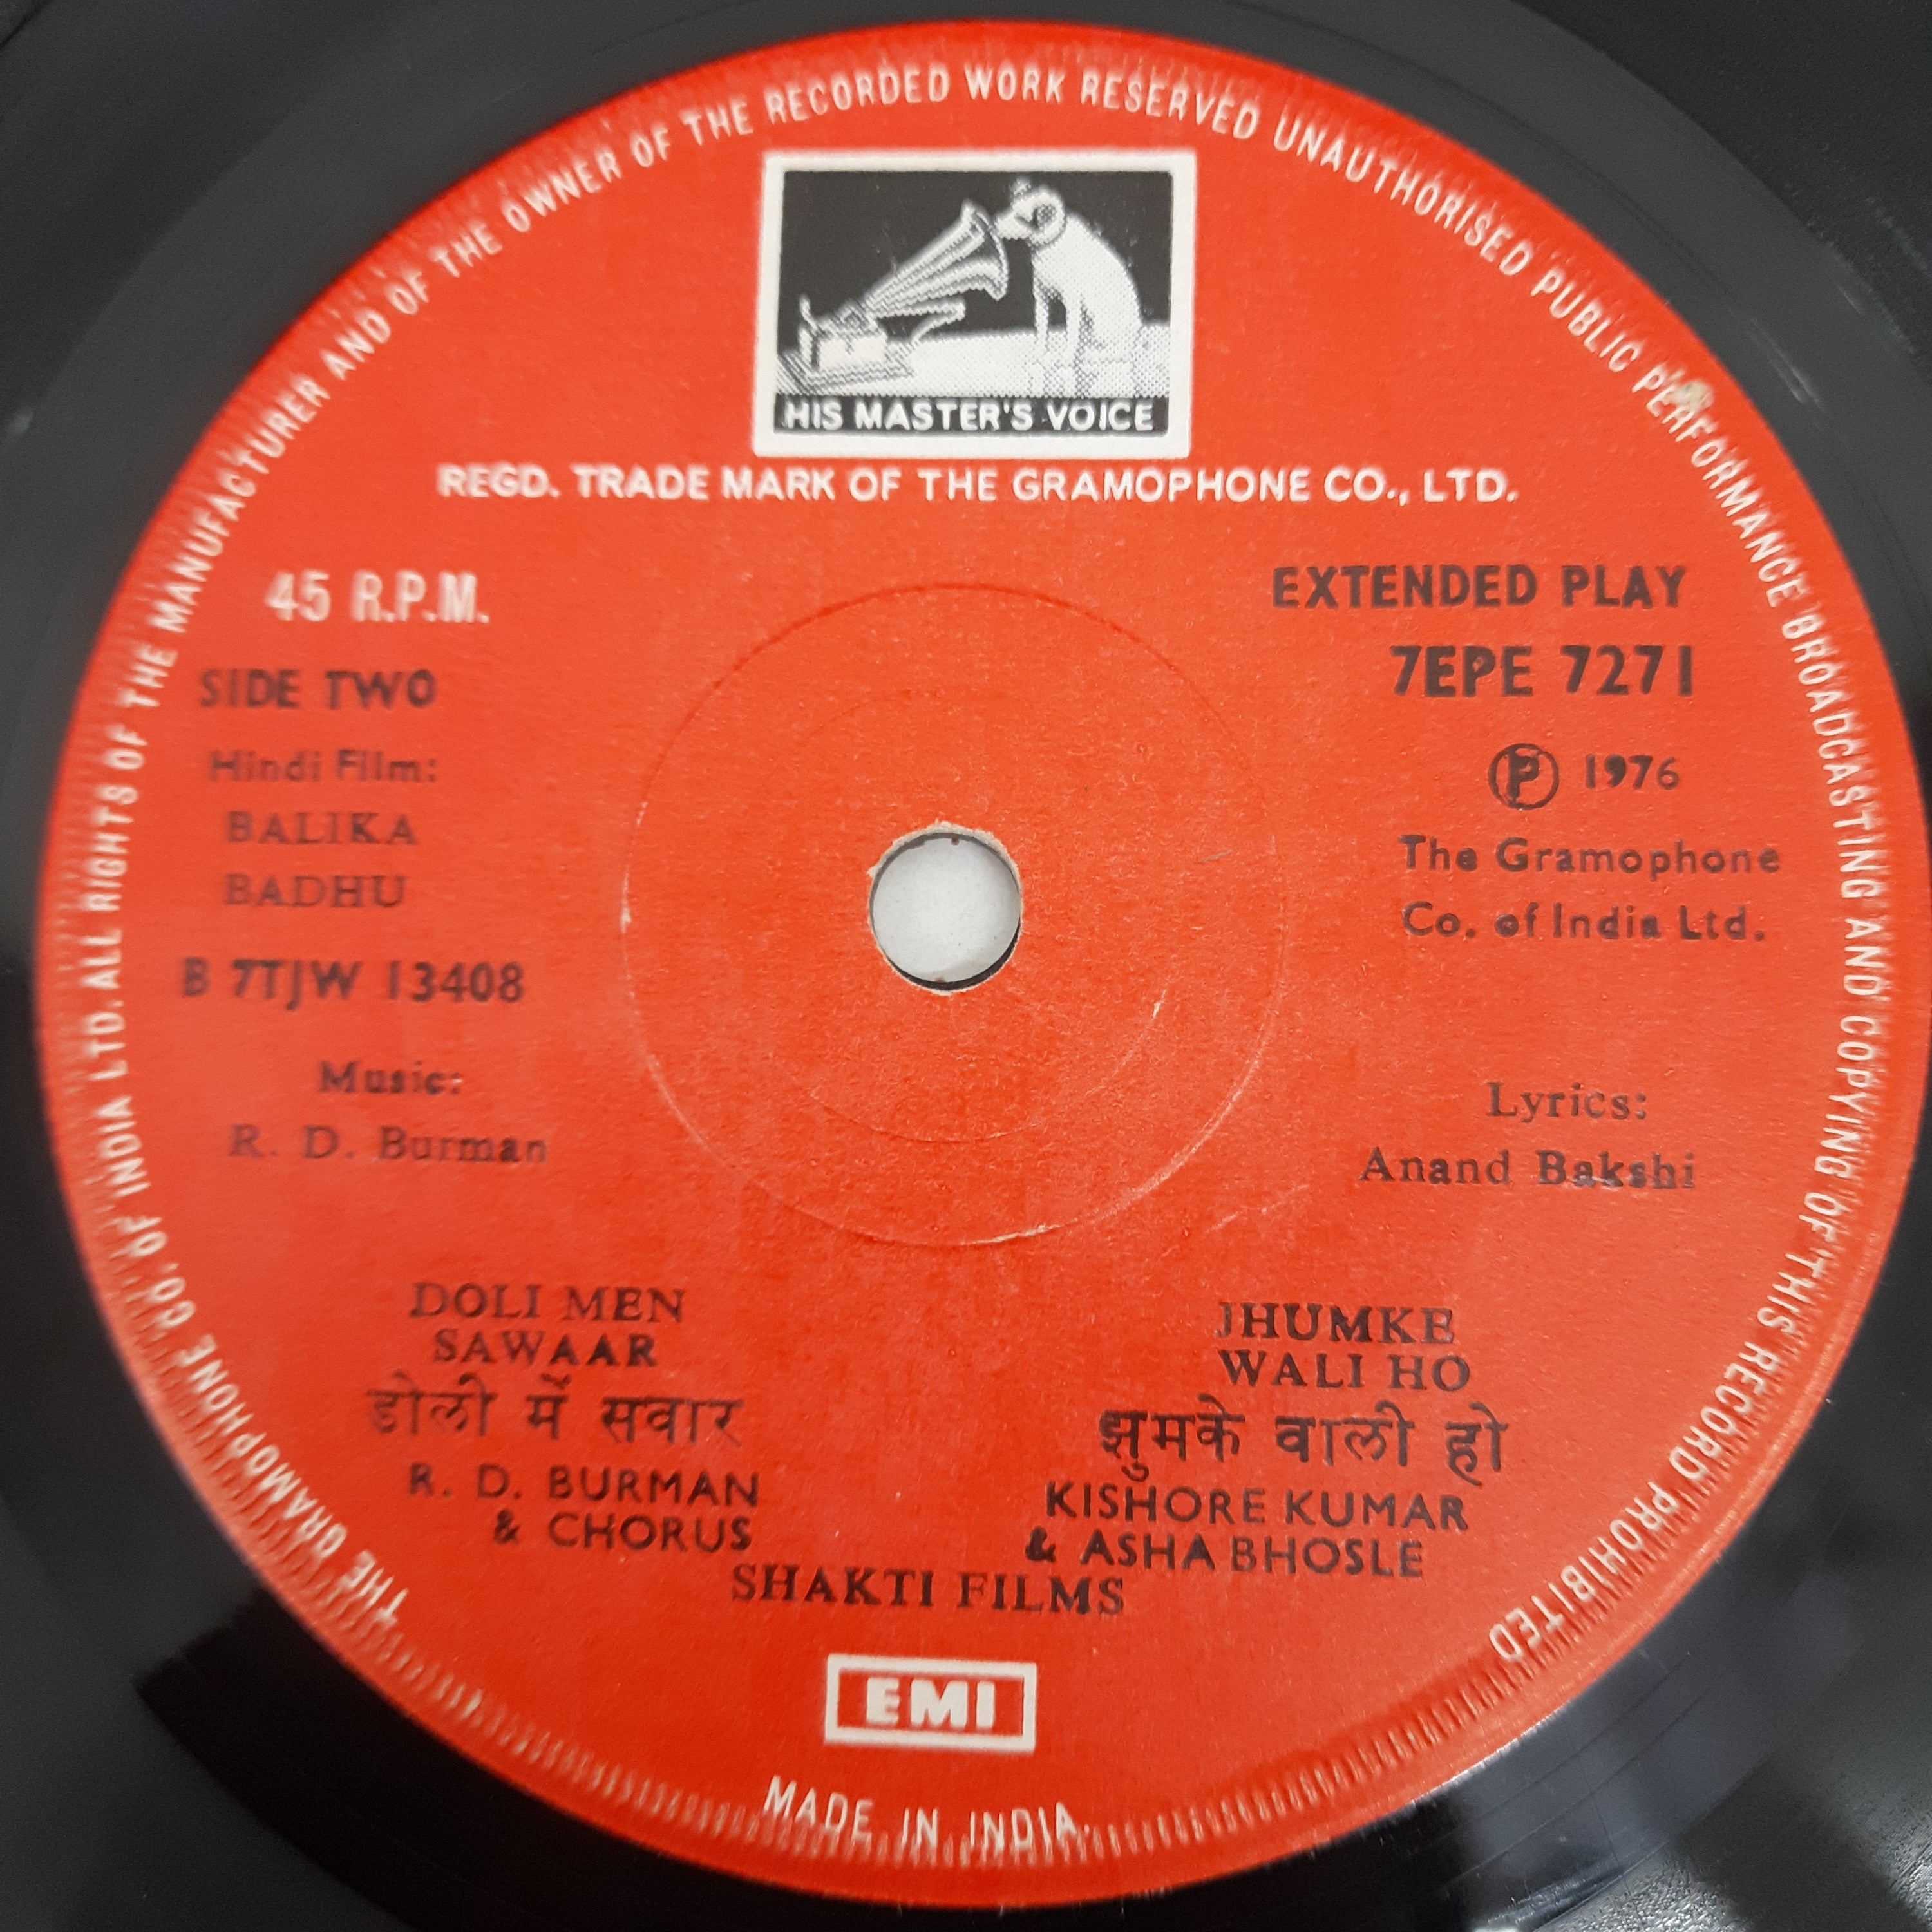 THE GRAMOPHONE CO. OF INDIA LTD. ALL RIGHTS OF THE MANUFACTURER AND OF THE OWNER OF THE RECORDED WORK RESERVED UNAUTHORISED PUBLIC PERFORMANCE BROADCASTING AND COPYING OF THIS RECORD PROHIBITED
HIS MASTER'S VOICE
REGD. TRADE MARK OF THE GRAMOPHONE CO., LTD.
45 R.P.M.
SIDE TWO
Hindi Film:
BALIKA
BADHU
B 7TJW 13408
Music:
R. D. Burman
EXTENDED PLAY
7EPE 7271
Ⓟ 1976
The Gramophone
Co. of India Ltd.
Lyrics:
Anand Bakshi
DOLI MEN
SAWAAR
डोली में सवार
R. D. BURMAN
& CHORUS
JHUMKE
WALI HO
झुमके वाली हो
KISHORE KUMAR
& ASHA BHOSLE
SHAKTI FILMS
EMI
MADE IN INDIA.